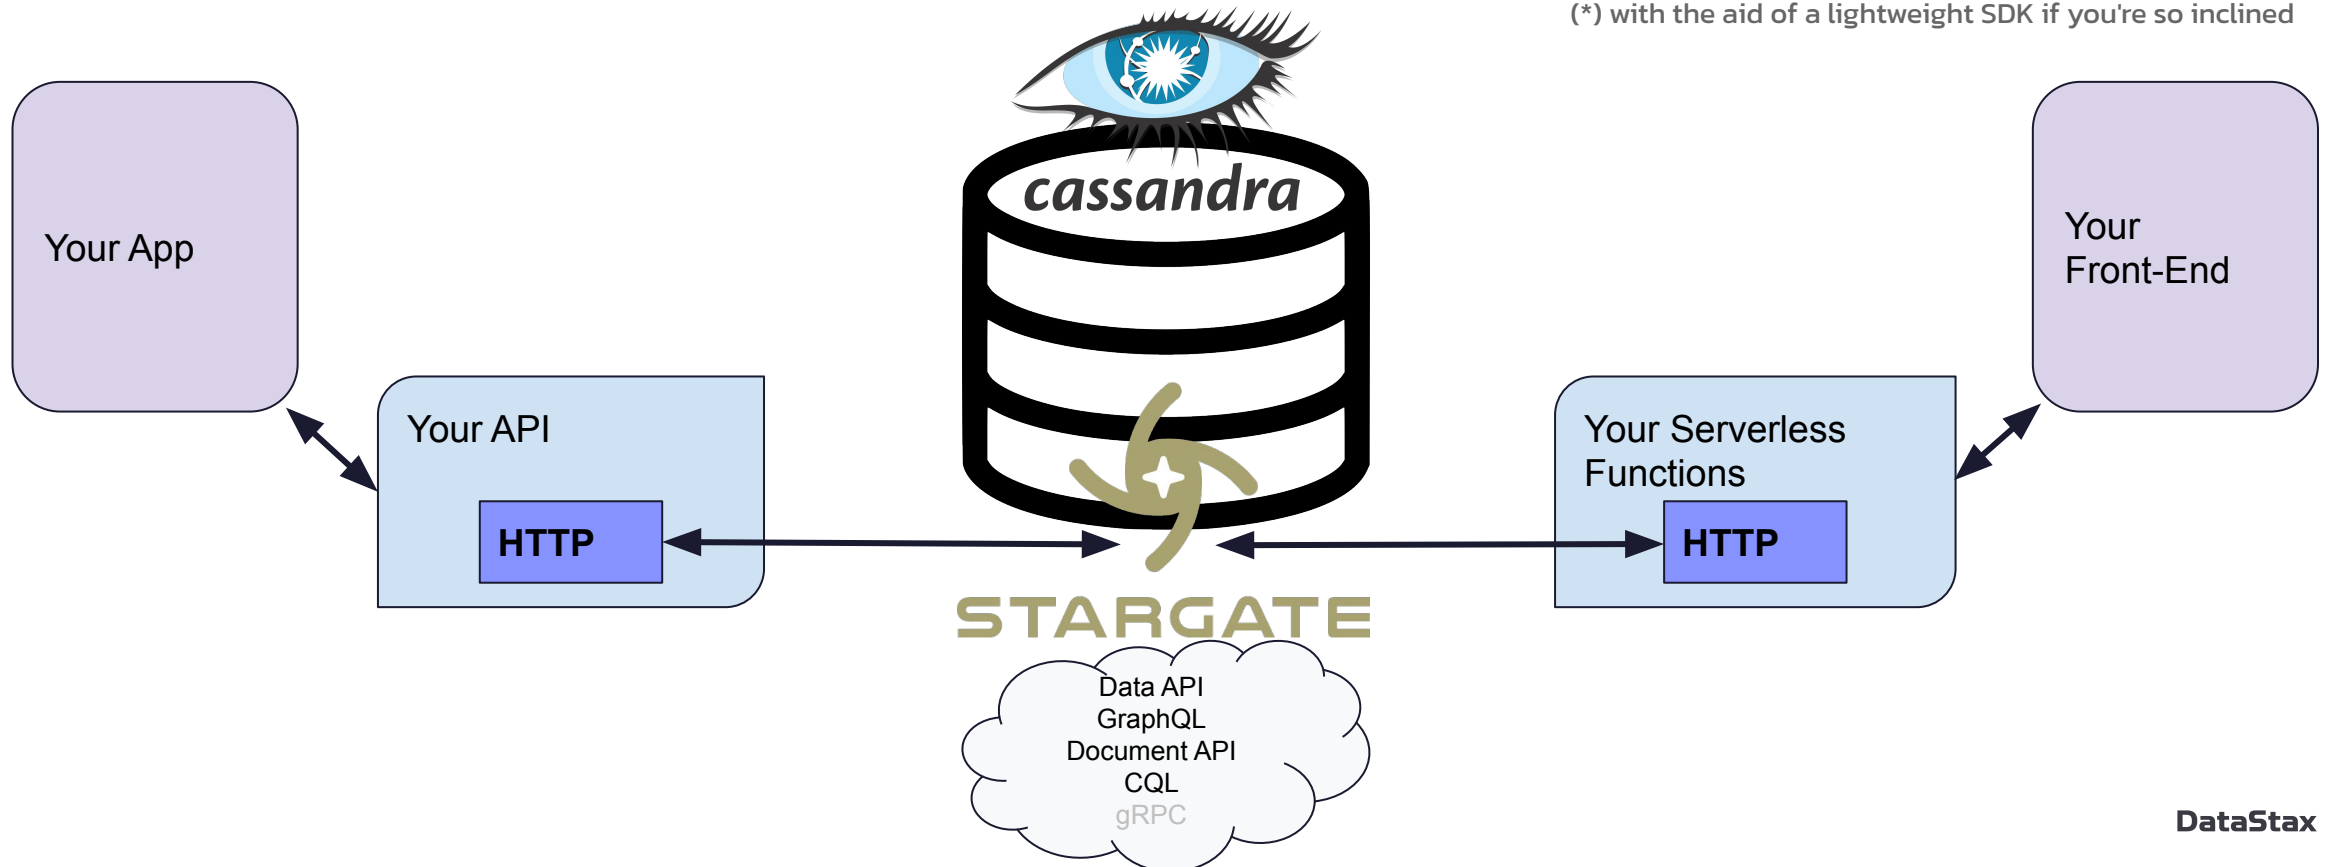 (*) with the aid of a lightweight SDK if you're so inclined
cassandra
Your App
Your
Front-End
Your API
HTTP
Your Serverless
Functions
HTTP
STARGATE
Data API
GraphQL
Document API
CQL
gRPC
DataStax